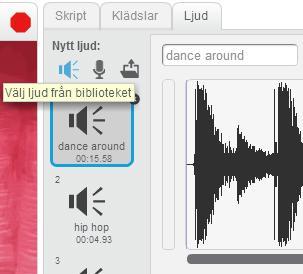 Skript Klädslar Ljud
Nytt ljud:
dance around
Välj ljud från biblioteket
dance around
00:15.58
2
hip hop
00:04.93
3